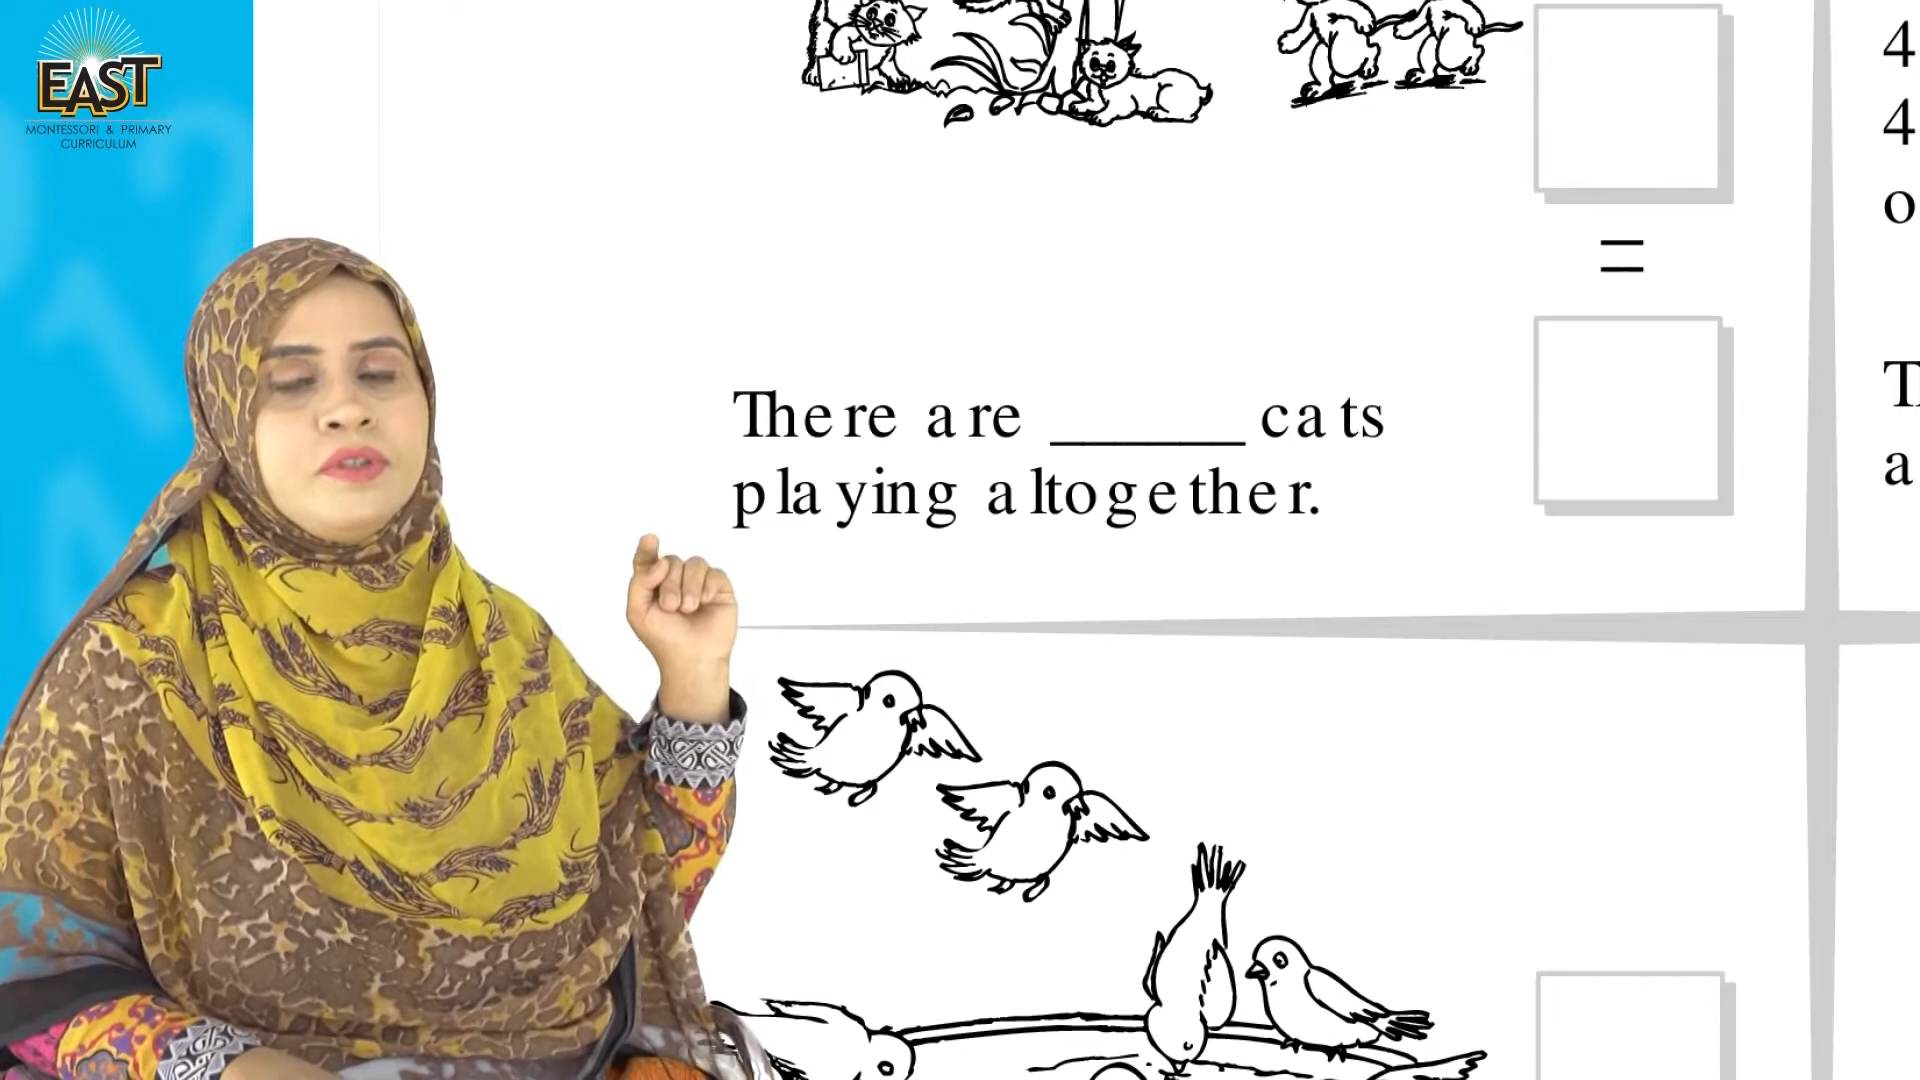 EAST
MONTESSORI & PRIMARY
CURRICULUM
4
4
o
=
There are ______ cats
playing altogether.
a